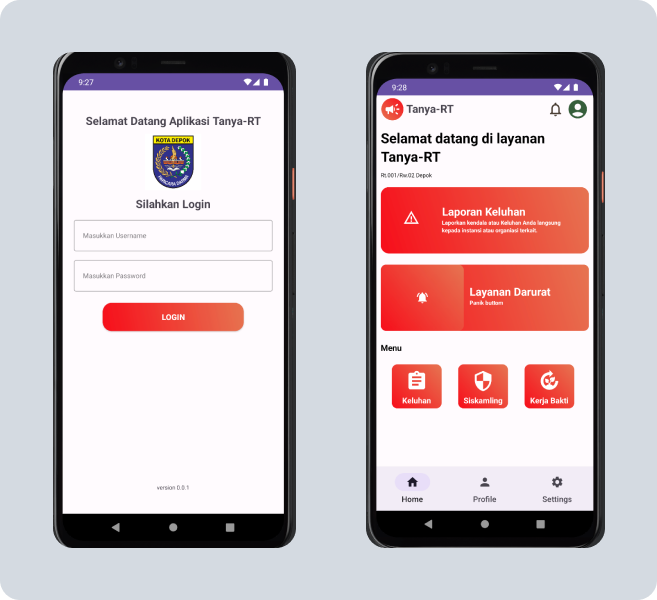 9:27
Selamat Datang Aplikasi Tanya-RT
KOTA DEPOK
Silahkan Login
Masukkan Username
Masukkan Password
LOGIN
version 0.0.1
9:28
Tanya-RT
Selamat datang di layanan
Tanya-RT
Rt.001/Rw.02 Depok
Laporan Keluhan
Laporkan kendala atau Keluhan Anda langsung
kepada instansi atau organiasi terkait.
Layanan Darurat
Panik buttom
Menu
Keluhan
Siskamling
Kerja Bakti
Home
Profile
Settings